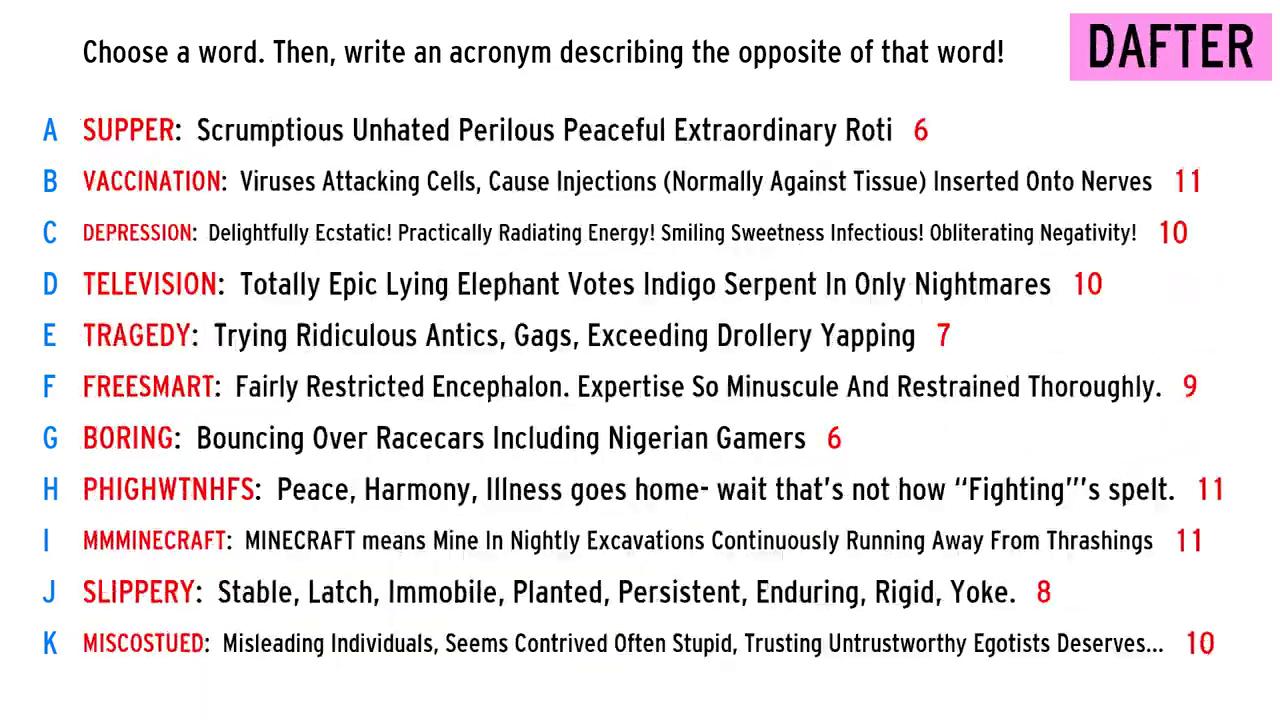 Choose a word. Then, write an acronym describing the opposite of that word!
DAFTER
A SUPPER: Scrumptious Unhated Perilous Peaceful Extraordinary Roti 6
B VACCINATION: Viruses Attacking Cells, Cause Injections (Normally Against Tissue) Inserted Onto Nerves 11
C DEPRESSION: Delightfully Ecstatic! Practically Radiating Energy! Smiling Sweetness Infectious! Obliterating Negativity! 10
D TELEVISION: Totally Epic Lying Elephant Votes Indigo Serpent In Only Nightmares 10
E TRAGEDY: Trying Ridiculous Antics, Gags, Exceeding Drollery Yapping 7
F FREESMART: Fairly Restricted Encephalon. Expertise So Minuscule And Restrained Thoroughly. 9
G BORING: Bouncing Over Racecars Including Nigerian Gamers 6
H PHIGHWTNHFS: Peace, Harmony, Illness goes home- wait that's not how “Fighting”'s spelt. 11
I MMMINECRAFT: MINECRAFT means Mine In Nightly Excavations Continuously Running Away From Thrashings 11
J SLIPPERY: Stable, Latch, Immobile, Planted, Persistent, Enduring, Rigid, Yoke. 8
K MISCOSTUED: Misleading Individuals, Seems Contrived Often Stupid, Trusting Untrustworthy Egotists Deserves... 10